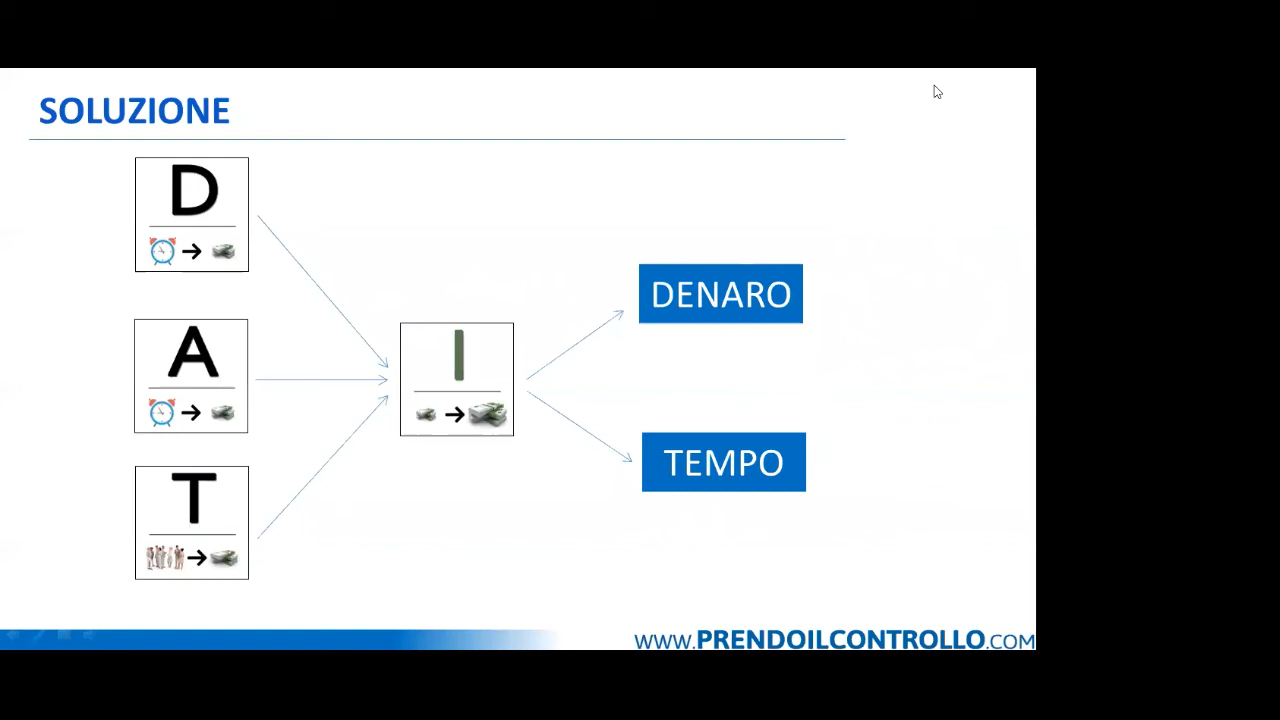 SOLUZIONE
D
A
T
I
DENARO
TEMPO
WWW.PRENDOILCONTROLLO.COM